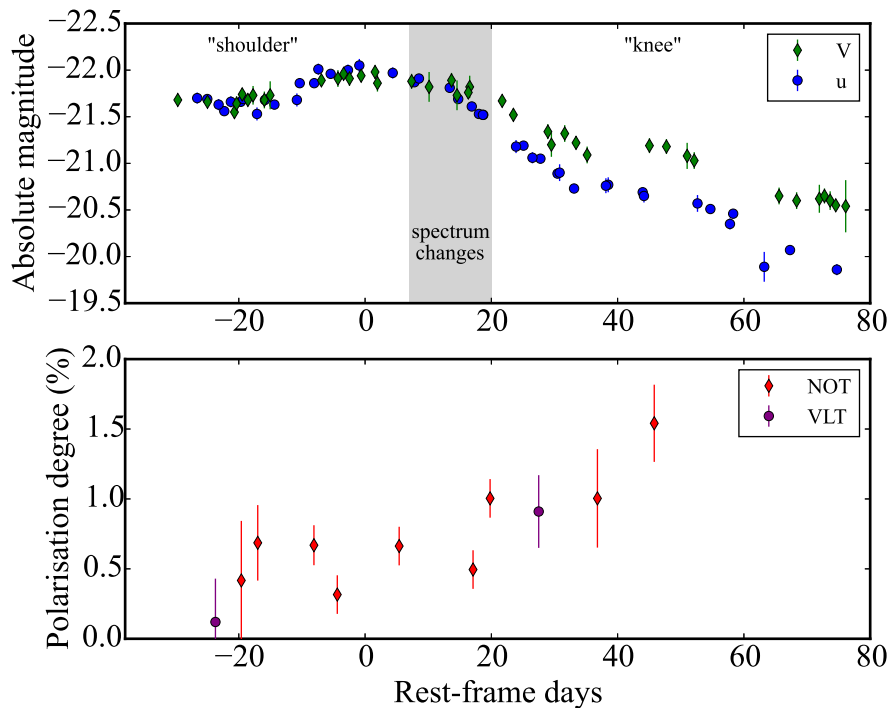 "shoulder"
"knee"
V
u
spectrum
changes
Absolute magnitude
−22.5
−22.0
−21.5
−21.0
−20.5
−20.0
−19.5
−20
0
20
40
60
80
NOT
VLT
Polarisation degree (%)
2.0
1.5
1.0
0.5
0.0
−20
0
20
40
60
80
Rest-frame days